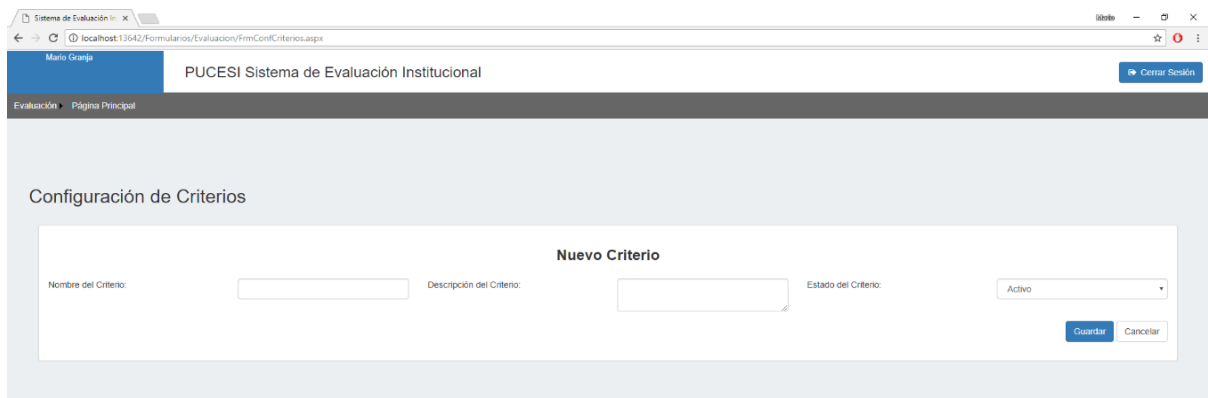 Sistema de Evaluación In
localhost:13642/Formularios/Evaluacion/FrmConfCriterios.aspx
Mario Granja
PUCESI Sistema de Evaluación Institucional
Cerrar Sesión
Evaluación Página Principal
Configuración de Criterios
Nuevo Criterio
Nombre del Criterio: Descripción del Criterio: Estado del Criterio: Activo
Guardar Cancelar